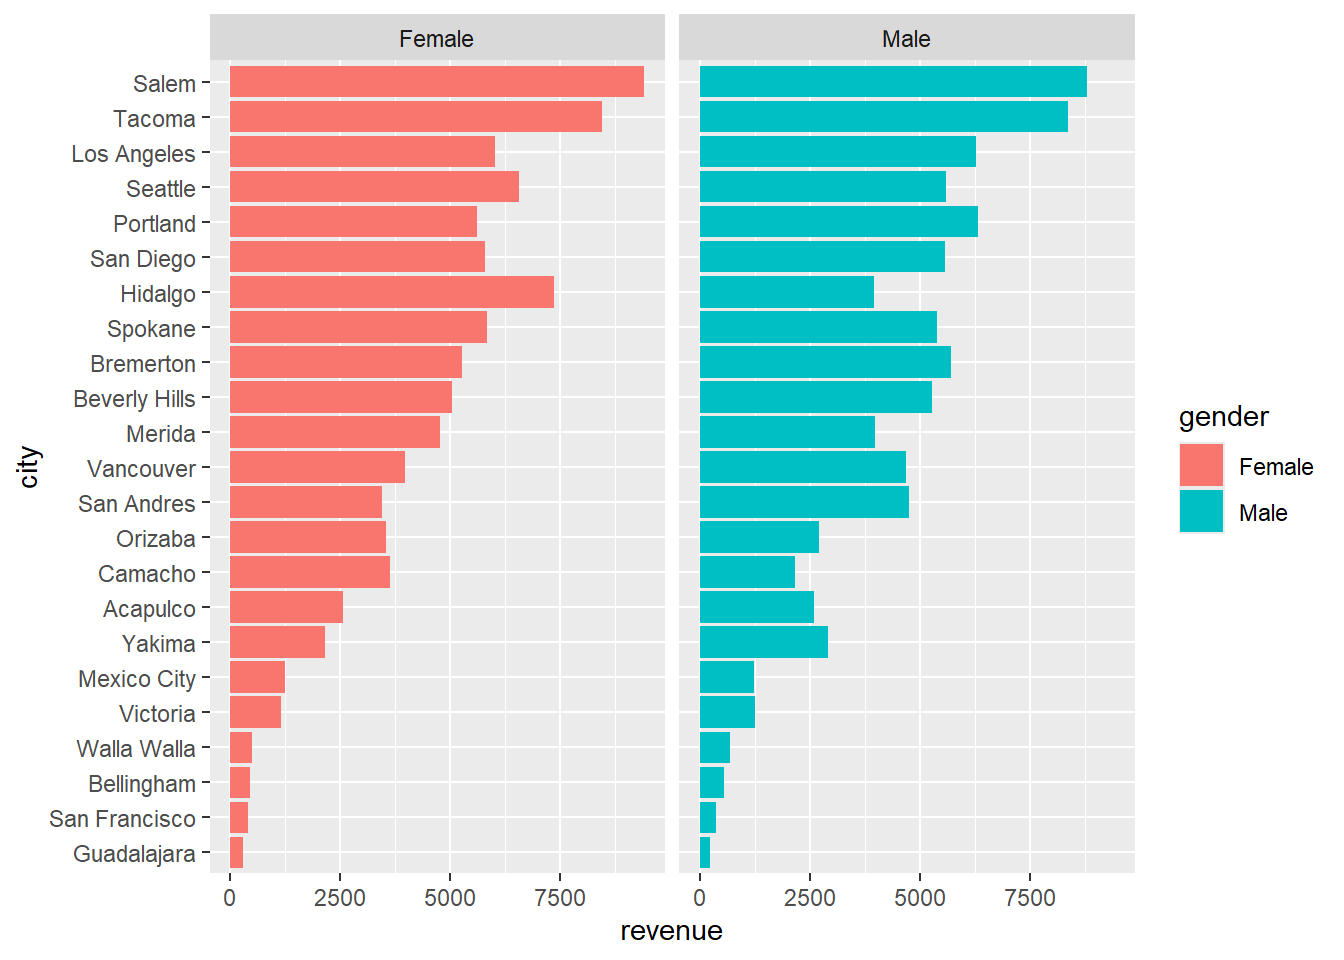 Female
Male
Salem
Tacoma
Los Angeles
Seattle
Portland
San Diego
Hidalgo
Spokane
Bremerton
Beverly Hills
Merida
Vancouver
San Andres
Orizaba
Camacho
Acapulco
Yakima
Mexico City
Victoria
Walla Walla
Bellingham
San Francisco
Guadalajara
city
0 2500 5000 7500
0 2500 5000 7500
revenue
gender
Female
Male